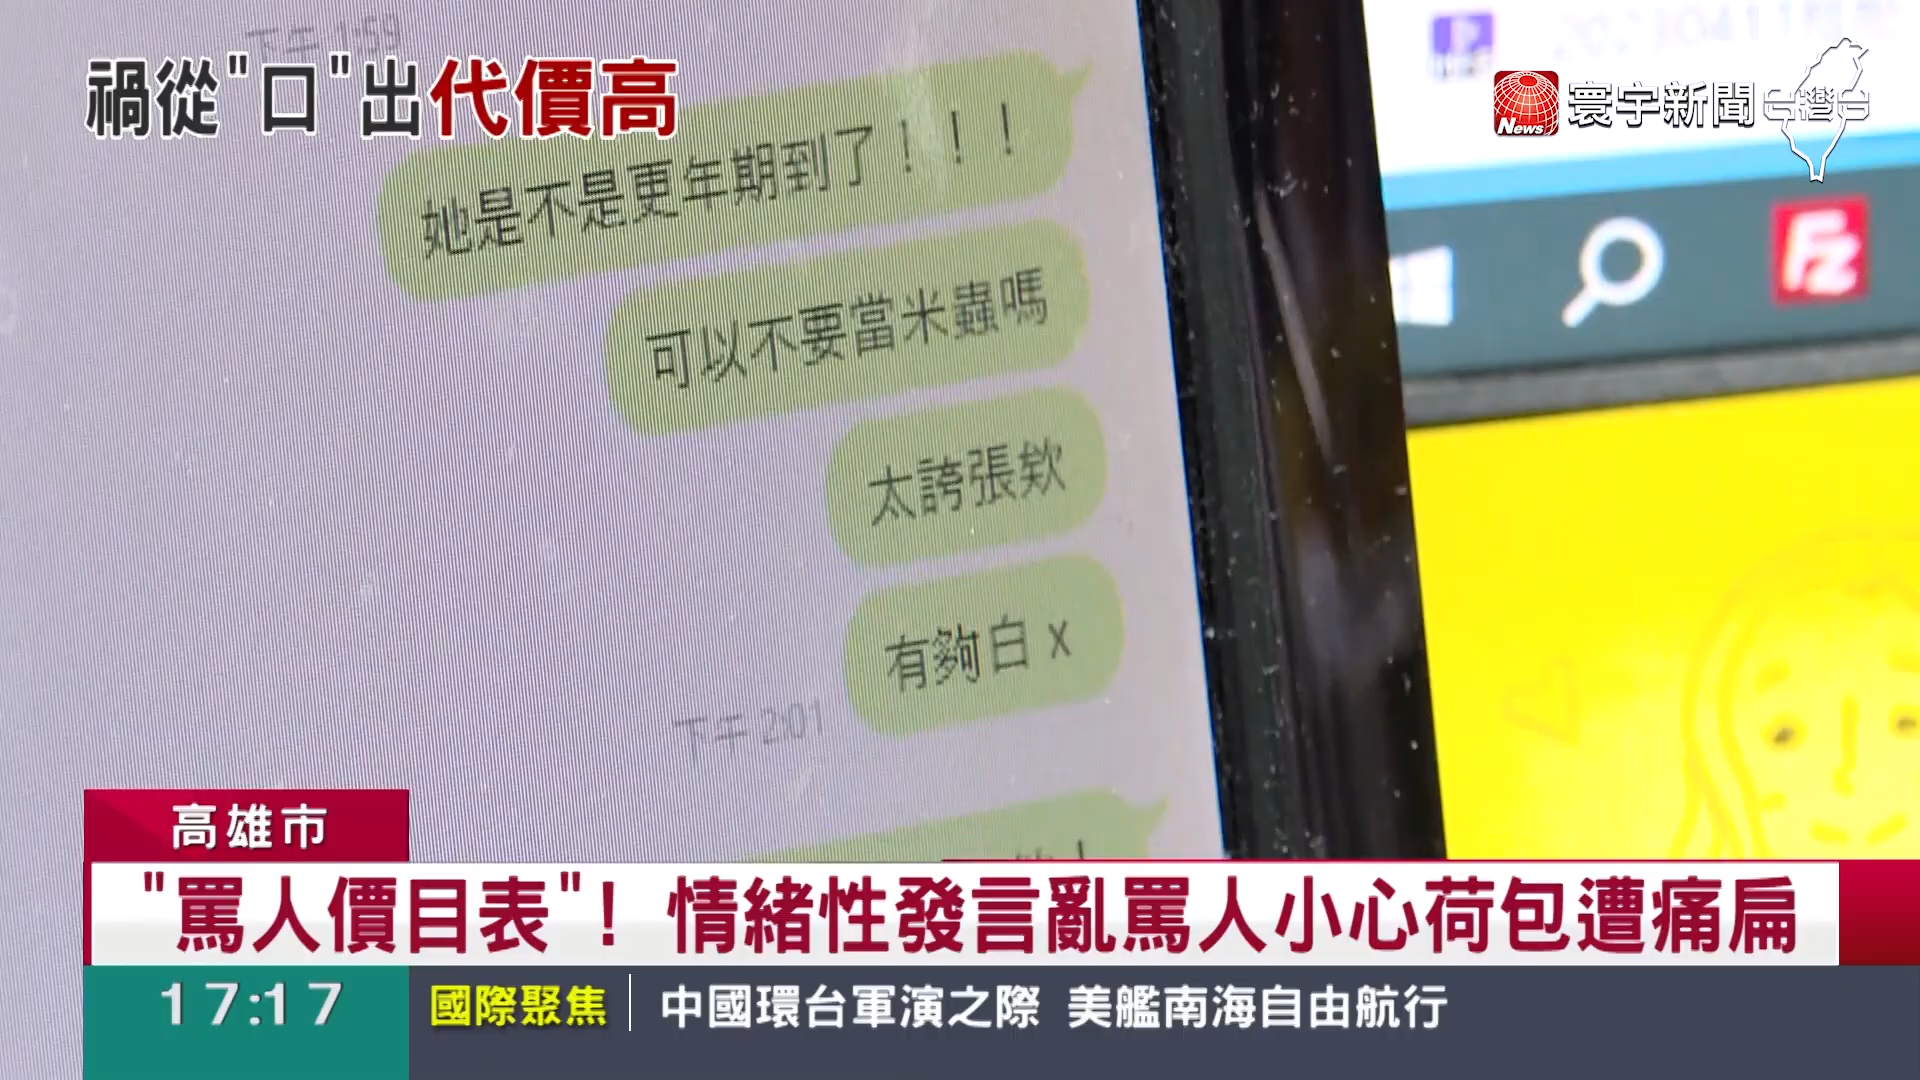 下午 1:59
禍從"口"出代價高
News 寰宇新聞 台灣台
她是不是更年期到了！！！
可以不要當米蟲嗎
太誇張欸
有夠白 x
下午 2:01
FZ
高雄市
"罵人價目表"！ 情緒性發言亂罵人小心荷包遭痛扁
17:17 國際聚焦 中國環台軍演之際 美艦南海自由航行